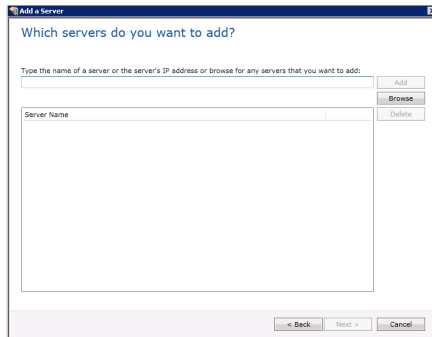 Add a Server
Which servers do you want to add?
Type the name of a server or the server's IP address or browse for any servers that you want to add:
Add
Browse
Server Name
Delete
< Back
Next >
Cancel